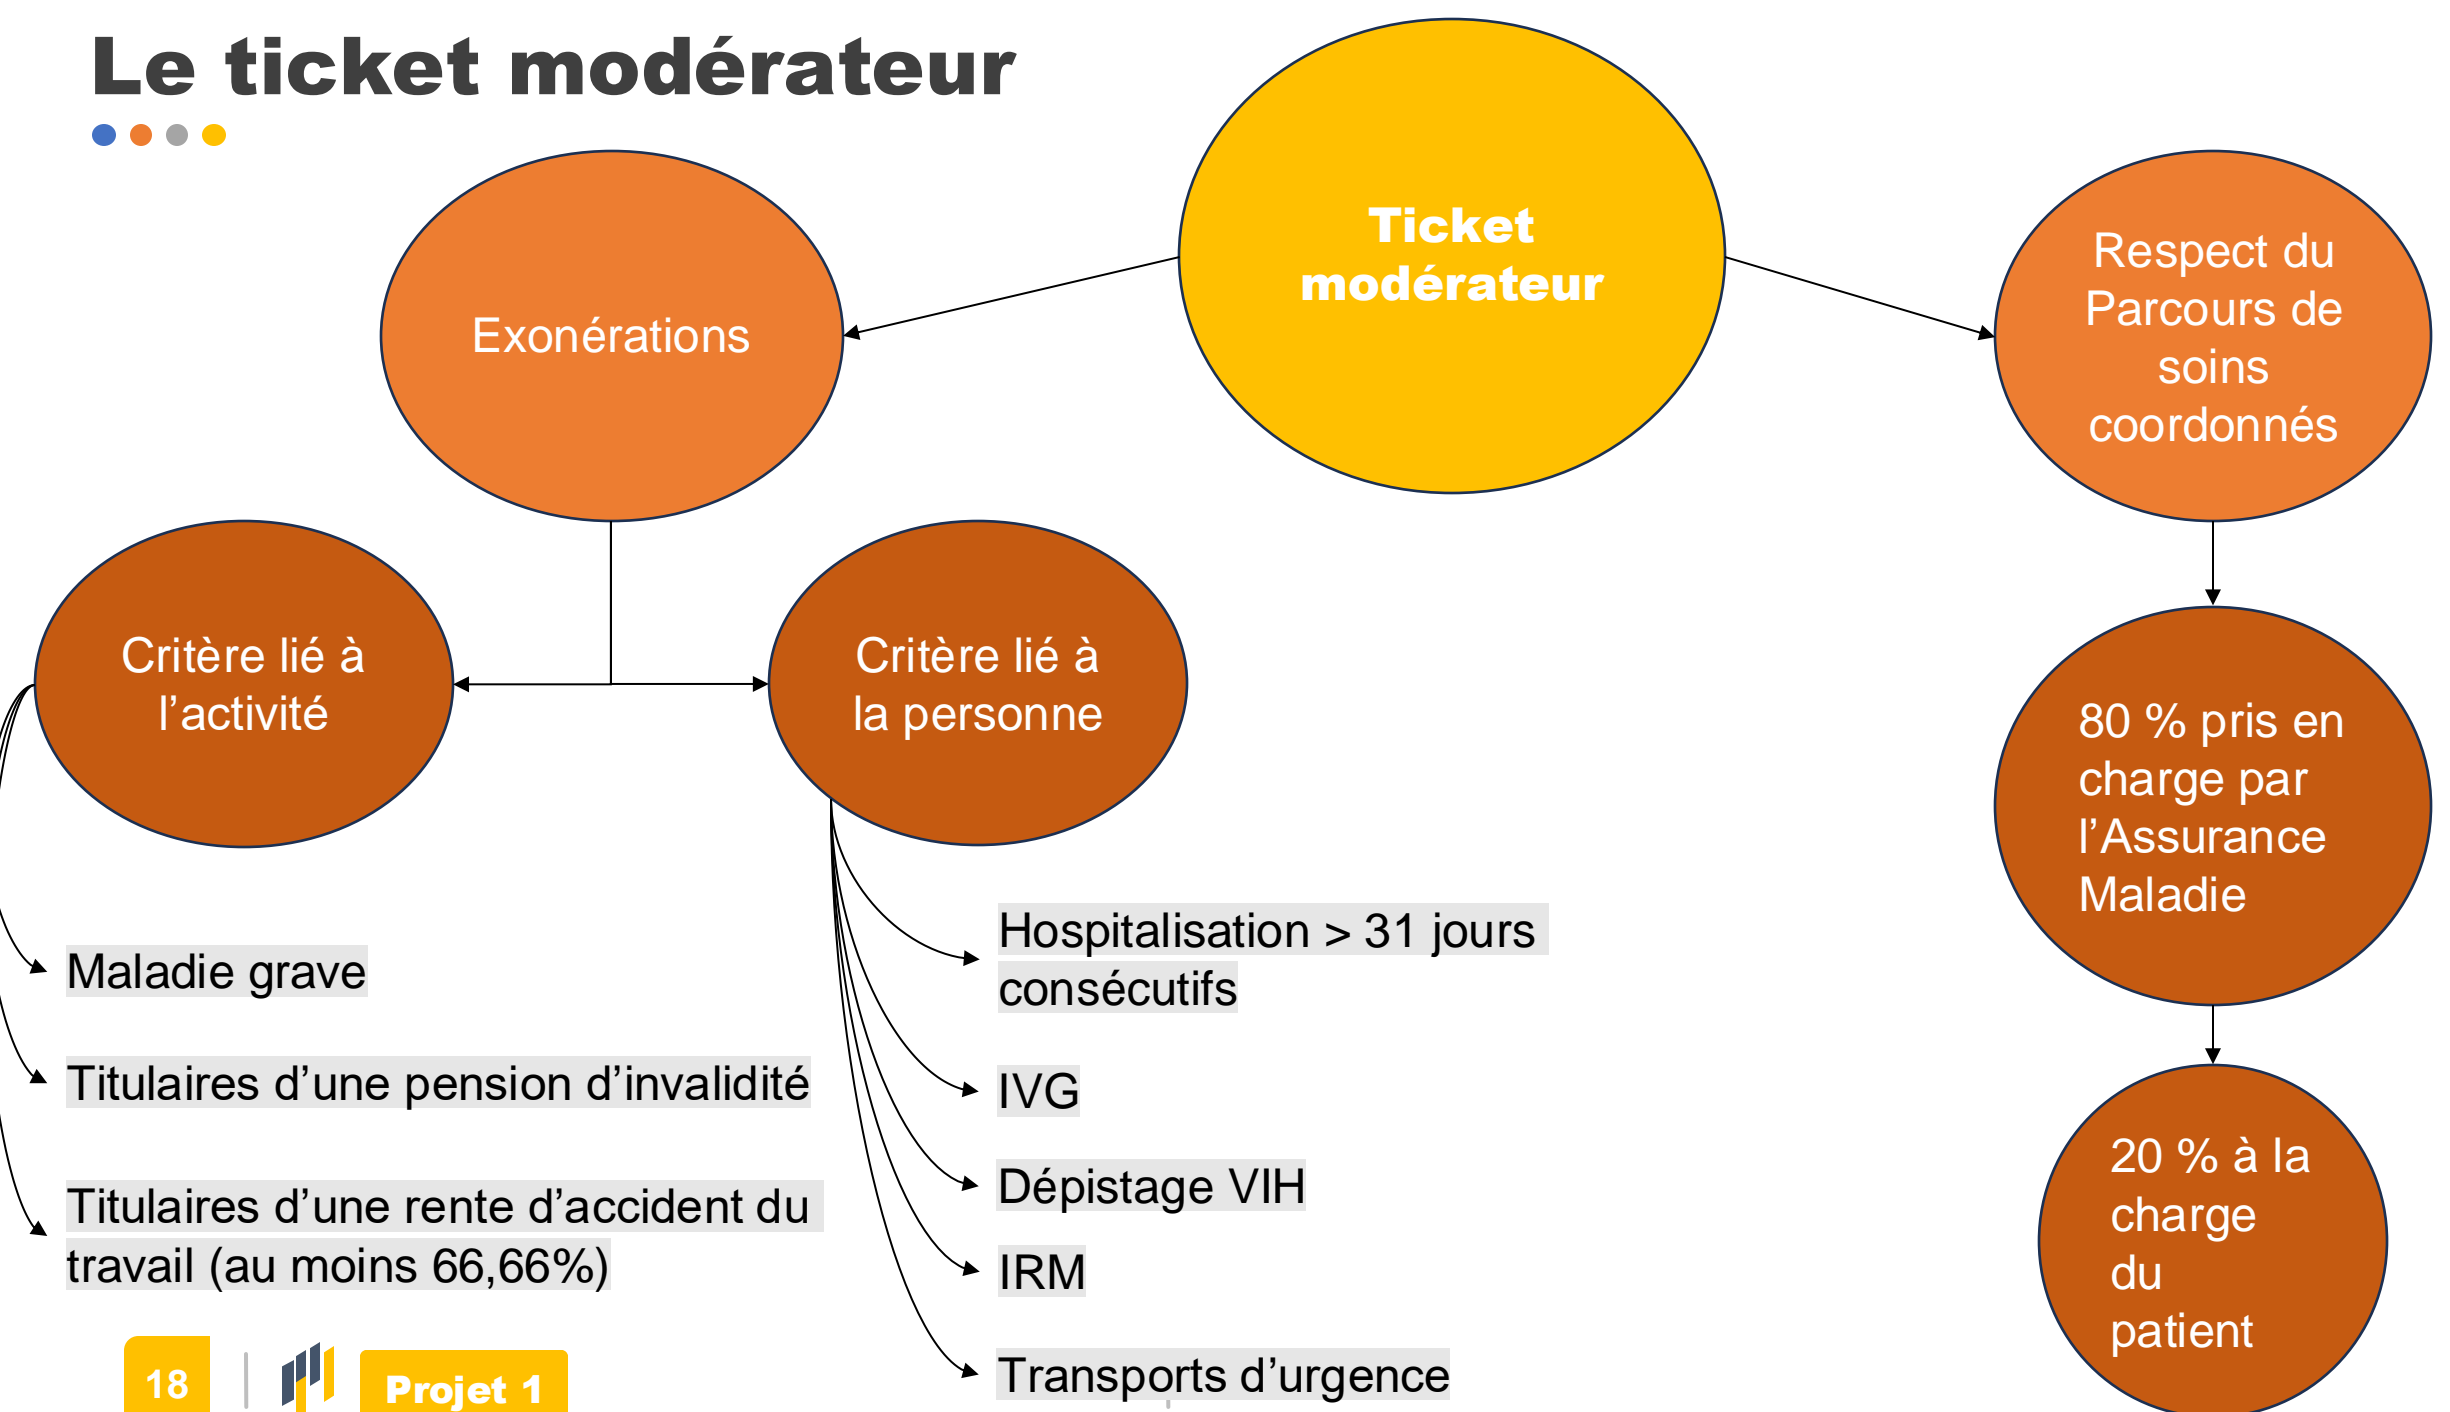 Le ticket modérateur
Ticket
modérateur
Exonérations
Respect du
Parcours de
soins
coordonnés
Critère lié à
l’activité
Critère lié à
la personne
80 % pris en
charge par
l’Assurance
Maladie
Maladie grave
Titulaires d’une pension d’invalidité
Titulaires d’une rente d’accident du
travail (au moins 66,66%)
Hospitalisation > 31 jours
consécutifs
IVG
Dépistage VIH
IRM
Transports d’urgence
20 % à la
charge
du
patient
18
Projet 1